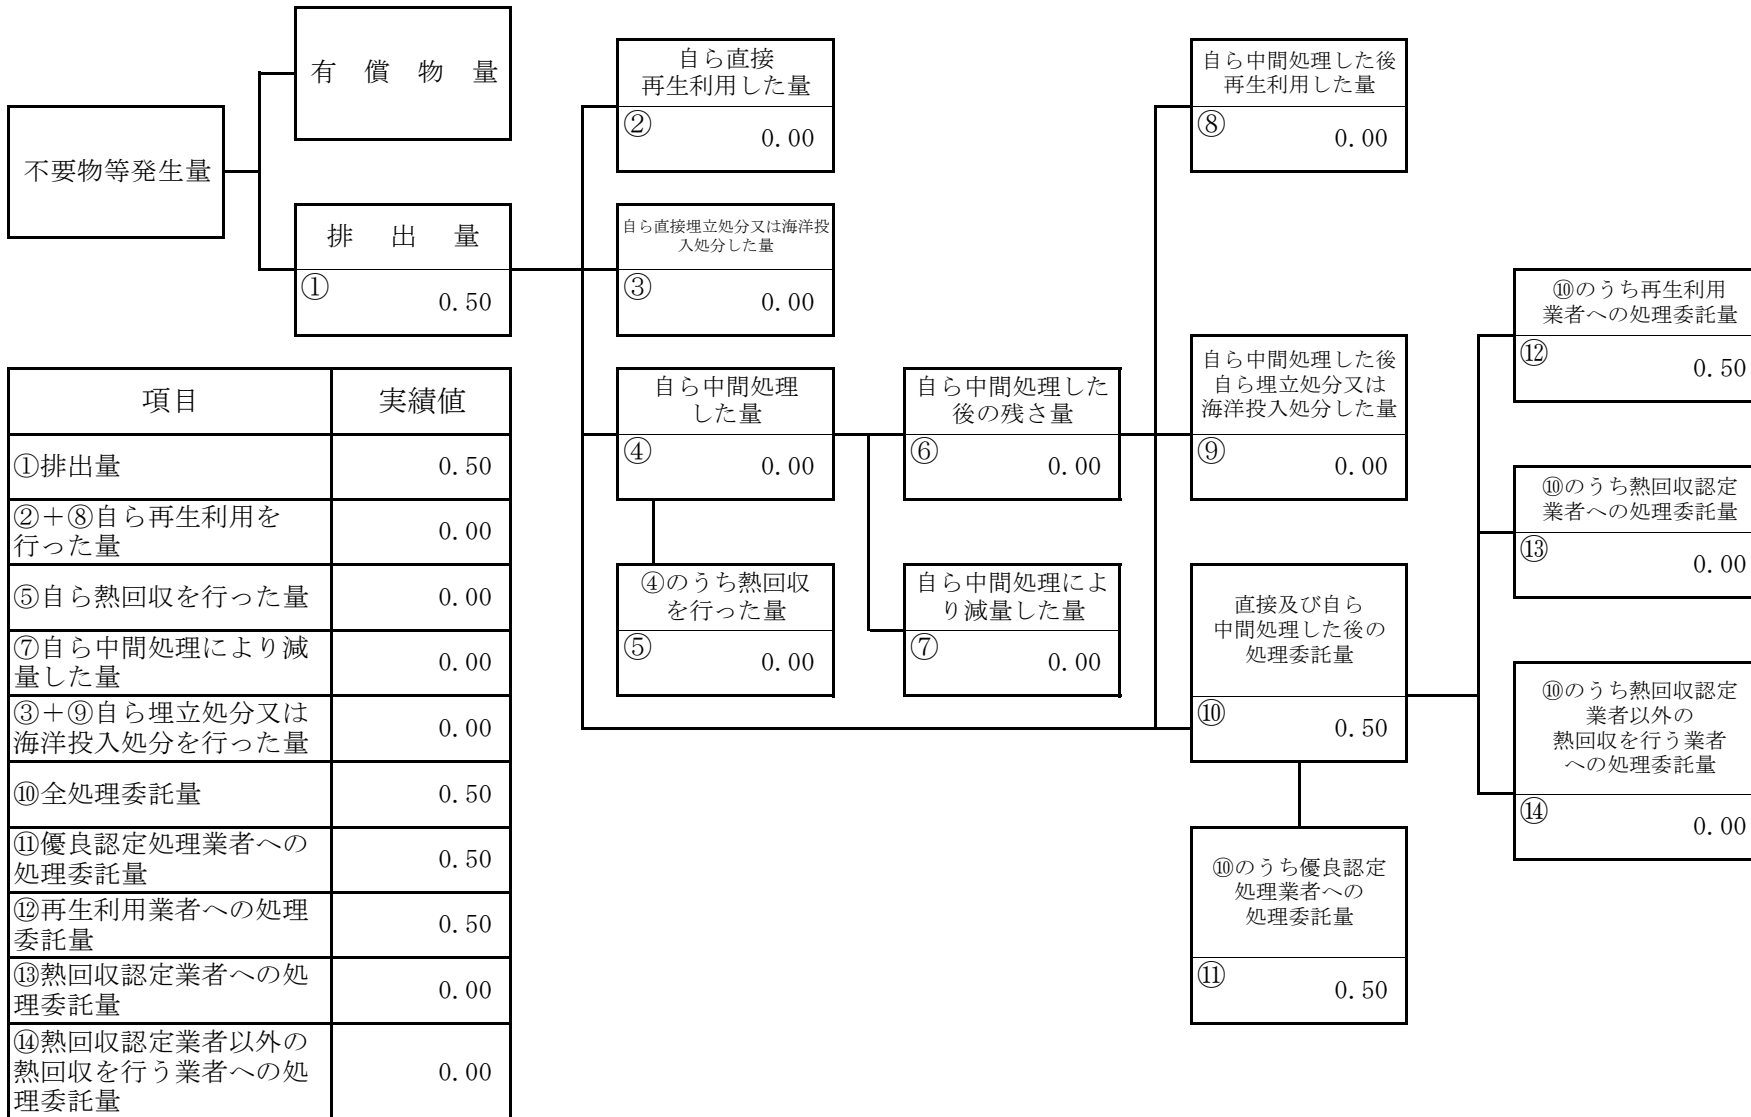 有償物量
不要物等発生量
排出量
① 0.50
自ら直接
再生利用した量
② 0.00
自ら直接埋立処分又は海洋投
入処分した量
③ 0.00
自ら中間処理
した量
④ 0.00
④のうち熱回収
を行った量
⑤ 0.00
自ら中間処理した
後の残さ量
⑥ 0.00
自ら中間処理によ
り減量した量
⑦ 0.00
自ら中間処理した後
再生利用した量
⑧ 0.00
自ら中間処理した後
自ら埋立処分又は
海洋投入処分した量
⑨ 0.00
直接及び自ら
中間処理した後の
処理委託量
⑩ 0.50
⑩のうち優良認定
処理業者への
処理委託量
⑪ 0.50
⑩のうち再生利用
業者への処理委託量
⑫ 0.50
⑩のうち熱回収認定
業者への処理委託量
⑬ 0.00
⑩のうち熱回収認定
業者以外の
熱回収を行う業者
への処理委託量
⑭ 0.00
項目 実績値
①排出量 0.50
②+⑧自ら再生利用を
行った量 0.00
⑤自ら熱回収を行った量 0.00
⑦自ら中間処理により減
量した量 0.00
③+⑨自ら埋立処分又は
海洋投入処分を行った量 0.00
⑩全処理委託量 0.50
⑪優良認定処理業者への
処理委託量 0.50
⑫再生利用業者への処理
委託量 0.50
⑬熱回収認定業者への処
理委託量 0.00
⑭熱回収認定業者以外の
熱回収を行う業者への処
理委託量 0.00